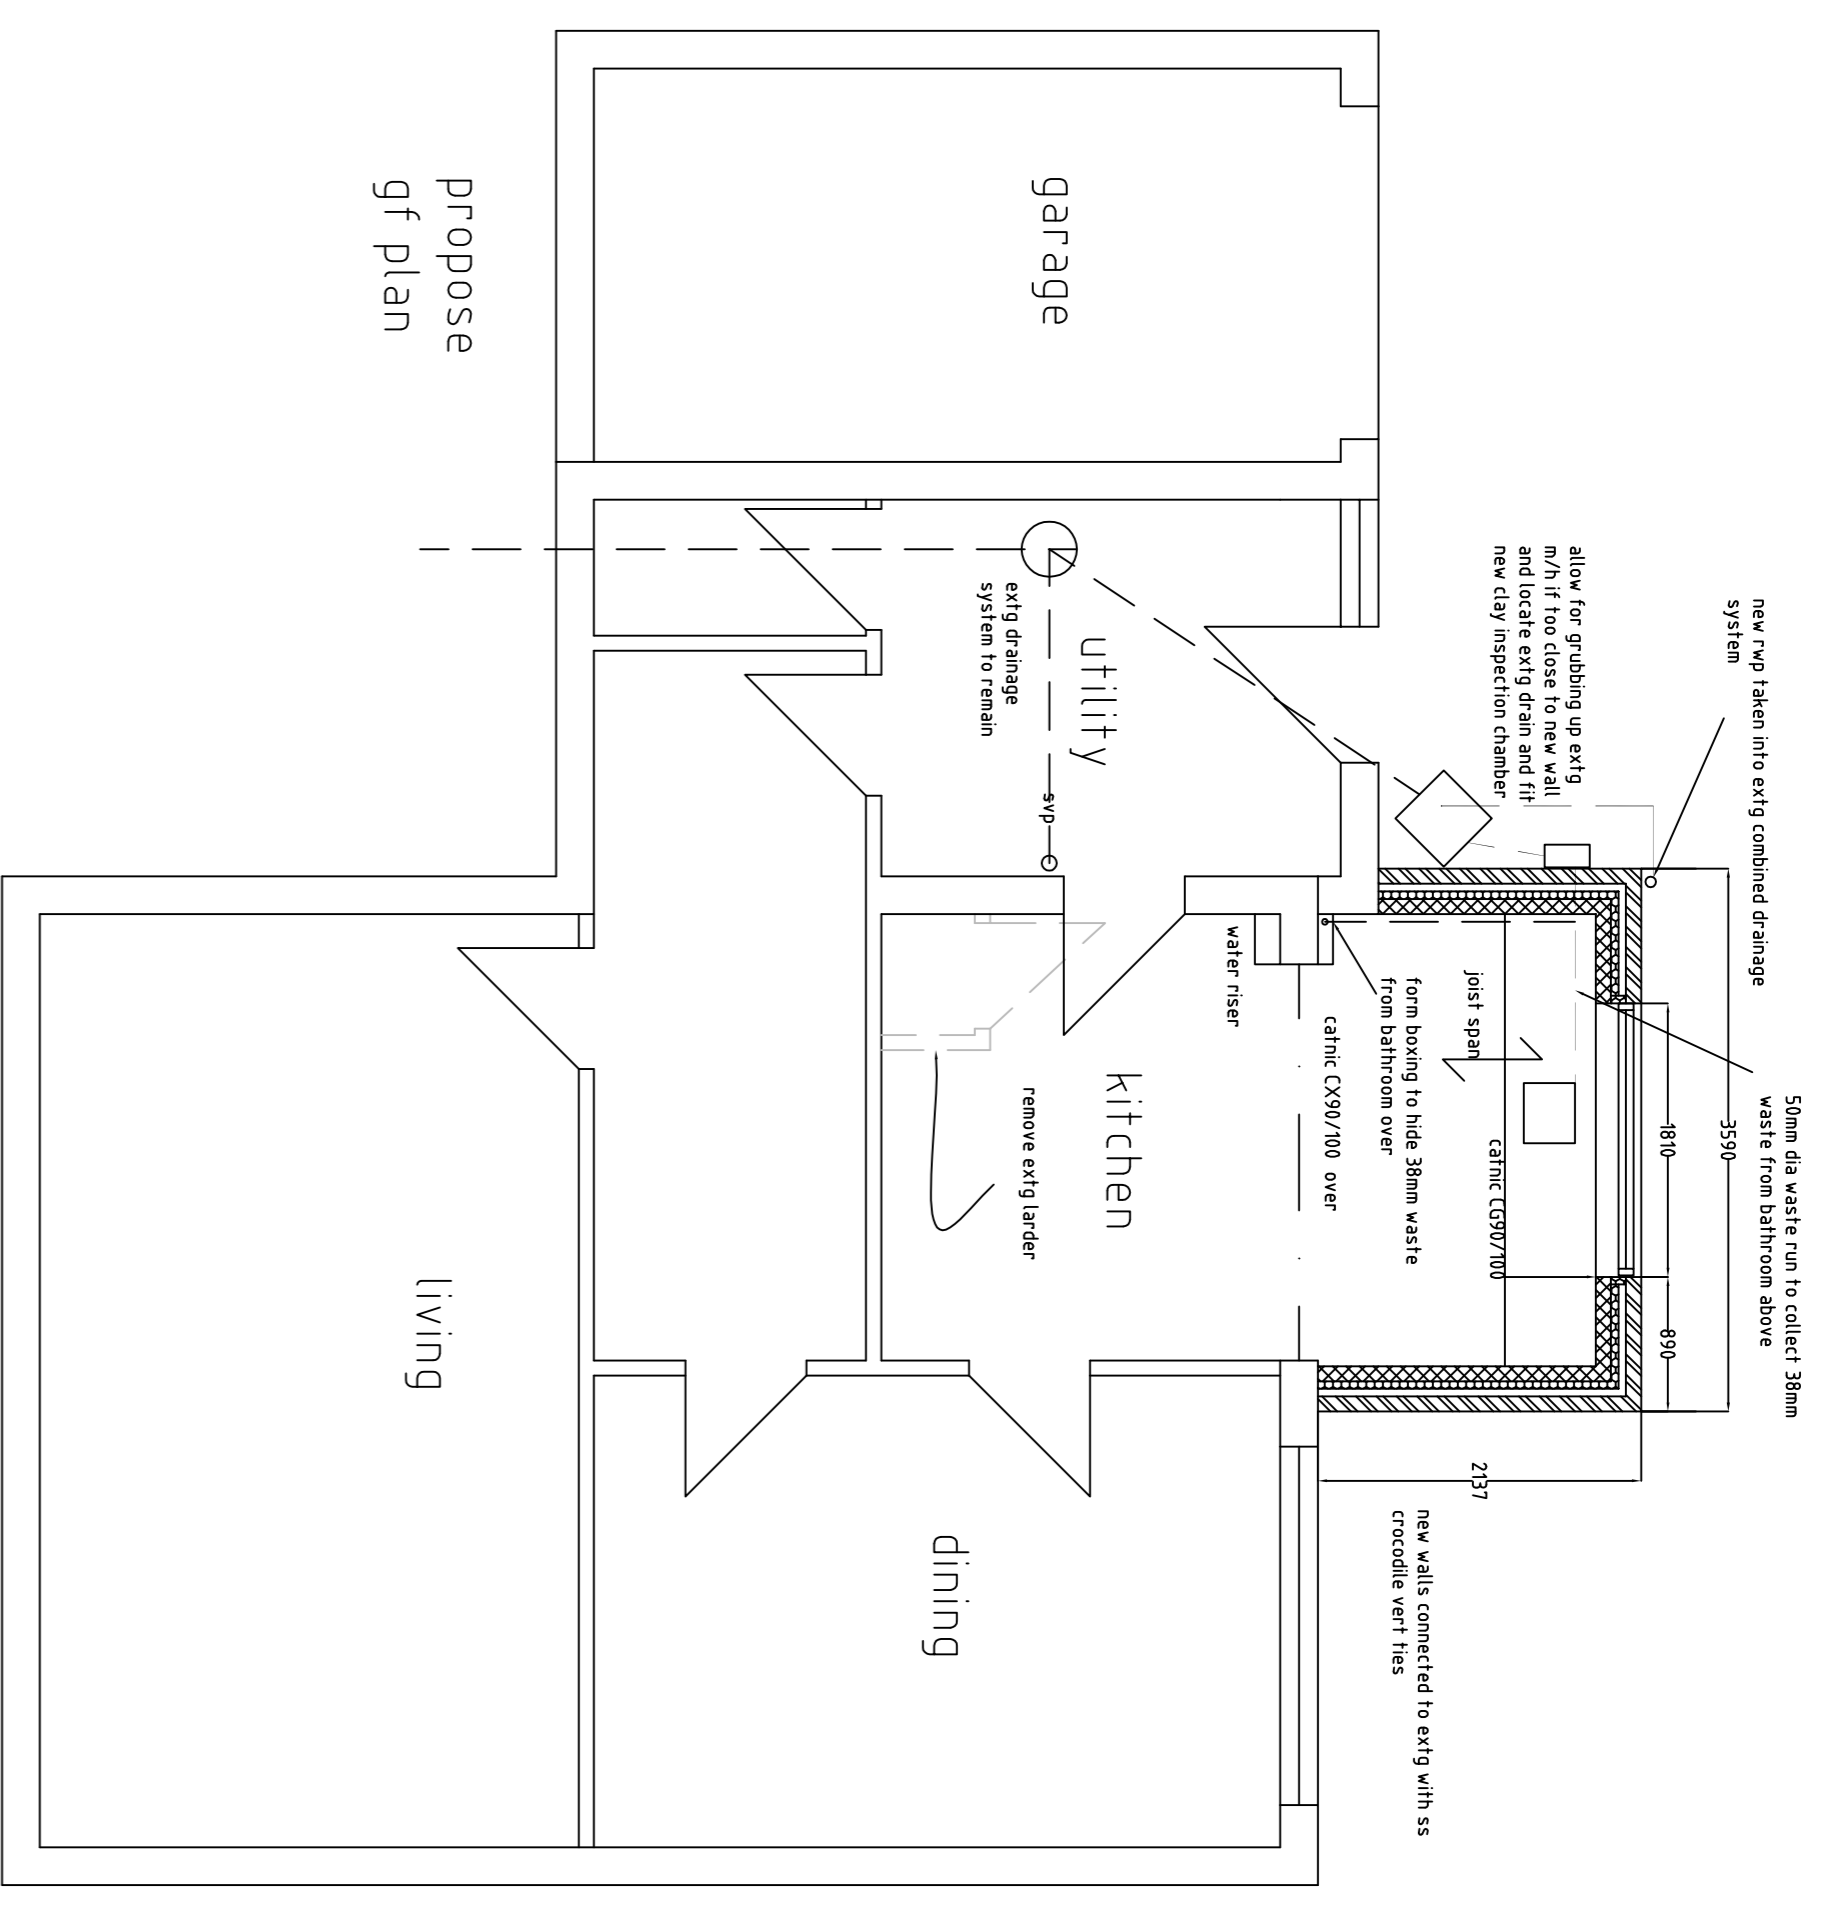 new rwp taken into extg combined drainage
system
50mm dia waste run to collect 38mm
waste from bathroom above
3590
1810
890
allow for grubbing up extg
m/h if too close to new wall
and locate extg drain and fit
new clay inspection chamber
joist span
catnic CG90/100
2137
form boxing to hide 38mm waste
from bathroom over
new walls connected to extg with ss
crocodile vert ties
catnic CX90/100 over
water riser
garage
utility
kitchen
svp
extg drainage
system to remain
remove extg larder
dining
living
propose
gf plan